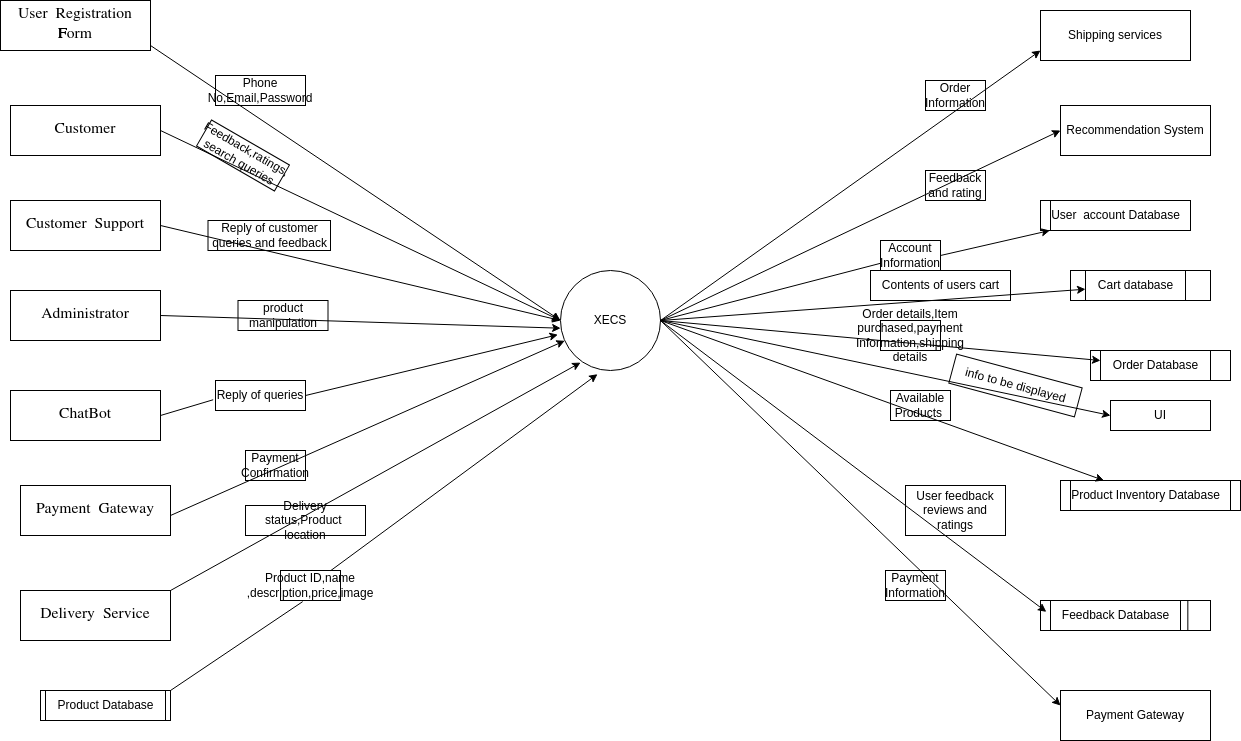 User Registration
Form
Phone
No,Email,Password
Customer
Feedback,ratings,
search queries
Customer Support
Reply of customer
queries and feedback
Administrator
product
manipulation
ChatBot
Reply of queries
Payment Gateway
Payment
Confirmation
Delivery
status,Product
location
Delivery Service
Product ID,name
,description,price,image
Product Database
XECS
Shipping services
Order
Information
Recommendation System
Feedback
and rating
User account Database
Account
Information
Contents of users cart
Cart database
Order details,Item
purchased,payment
information,shipping
details
Order Database
info to be displayed
UI
Available
Products
Product Inventory Database
User feedback
reviews and
ratings
Feedback Database
Payment
Information
Payment Gateway